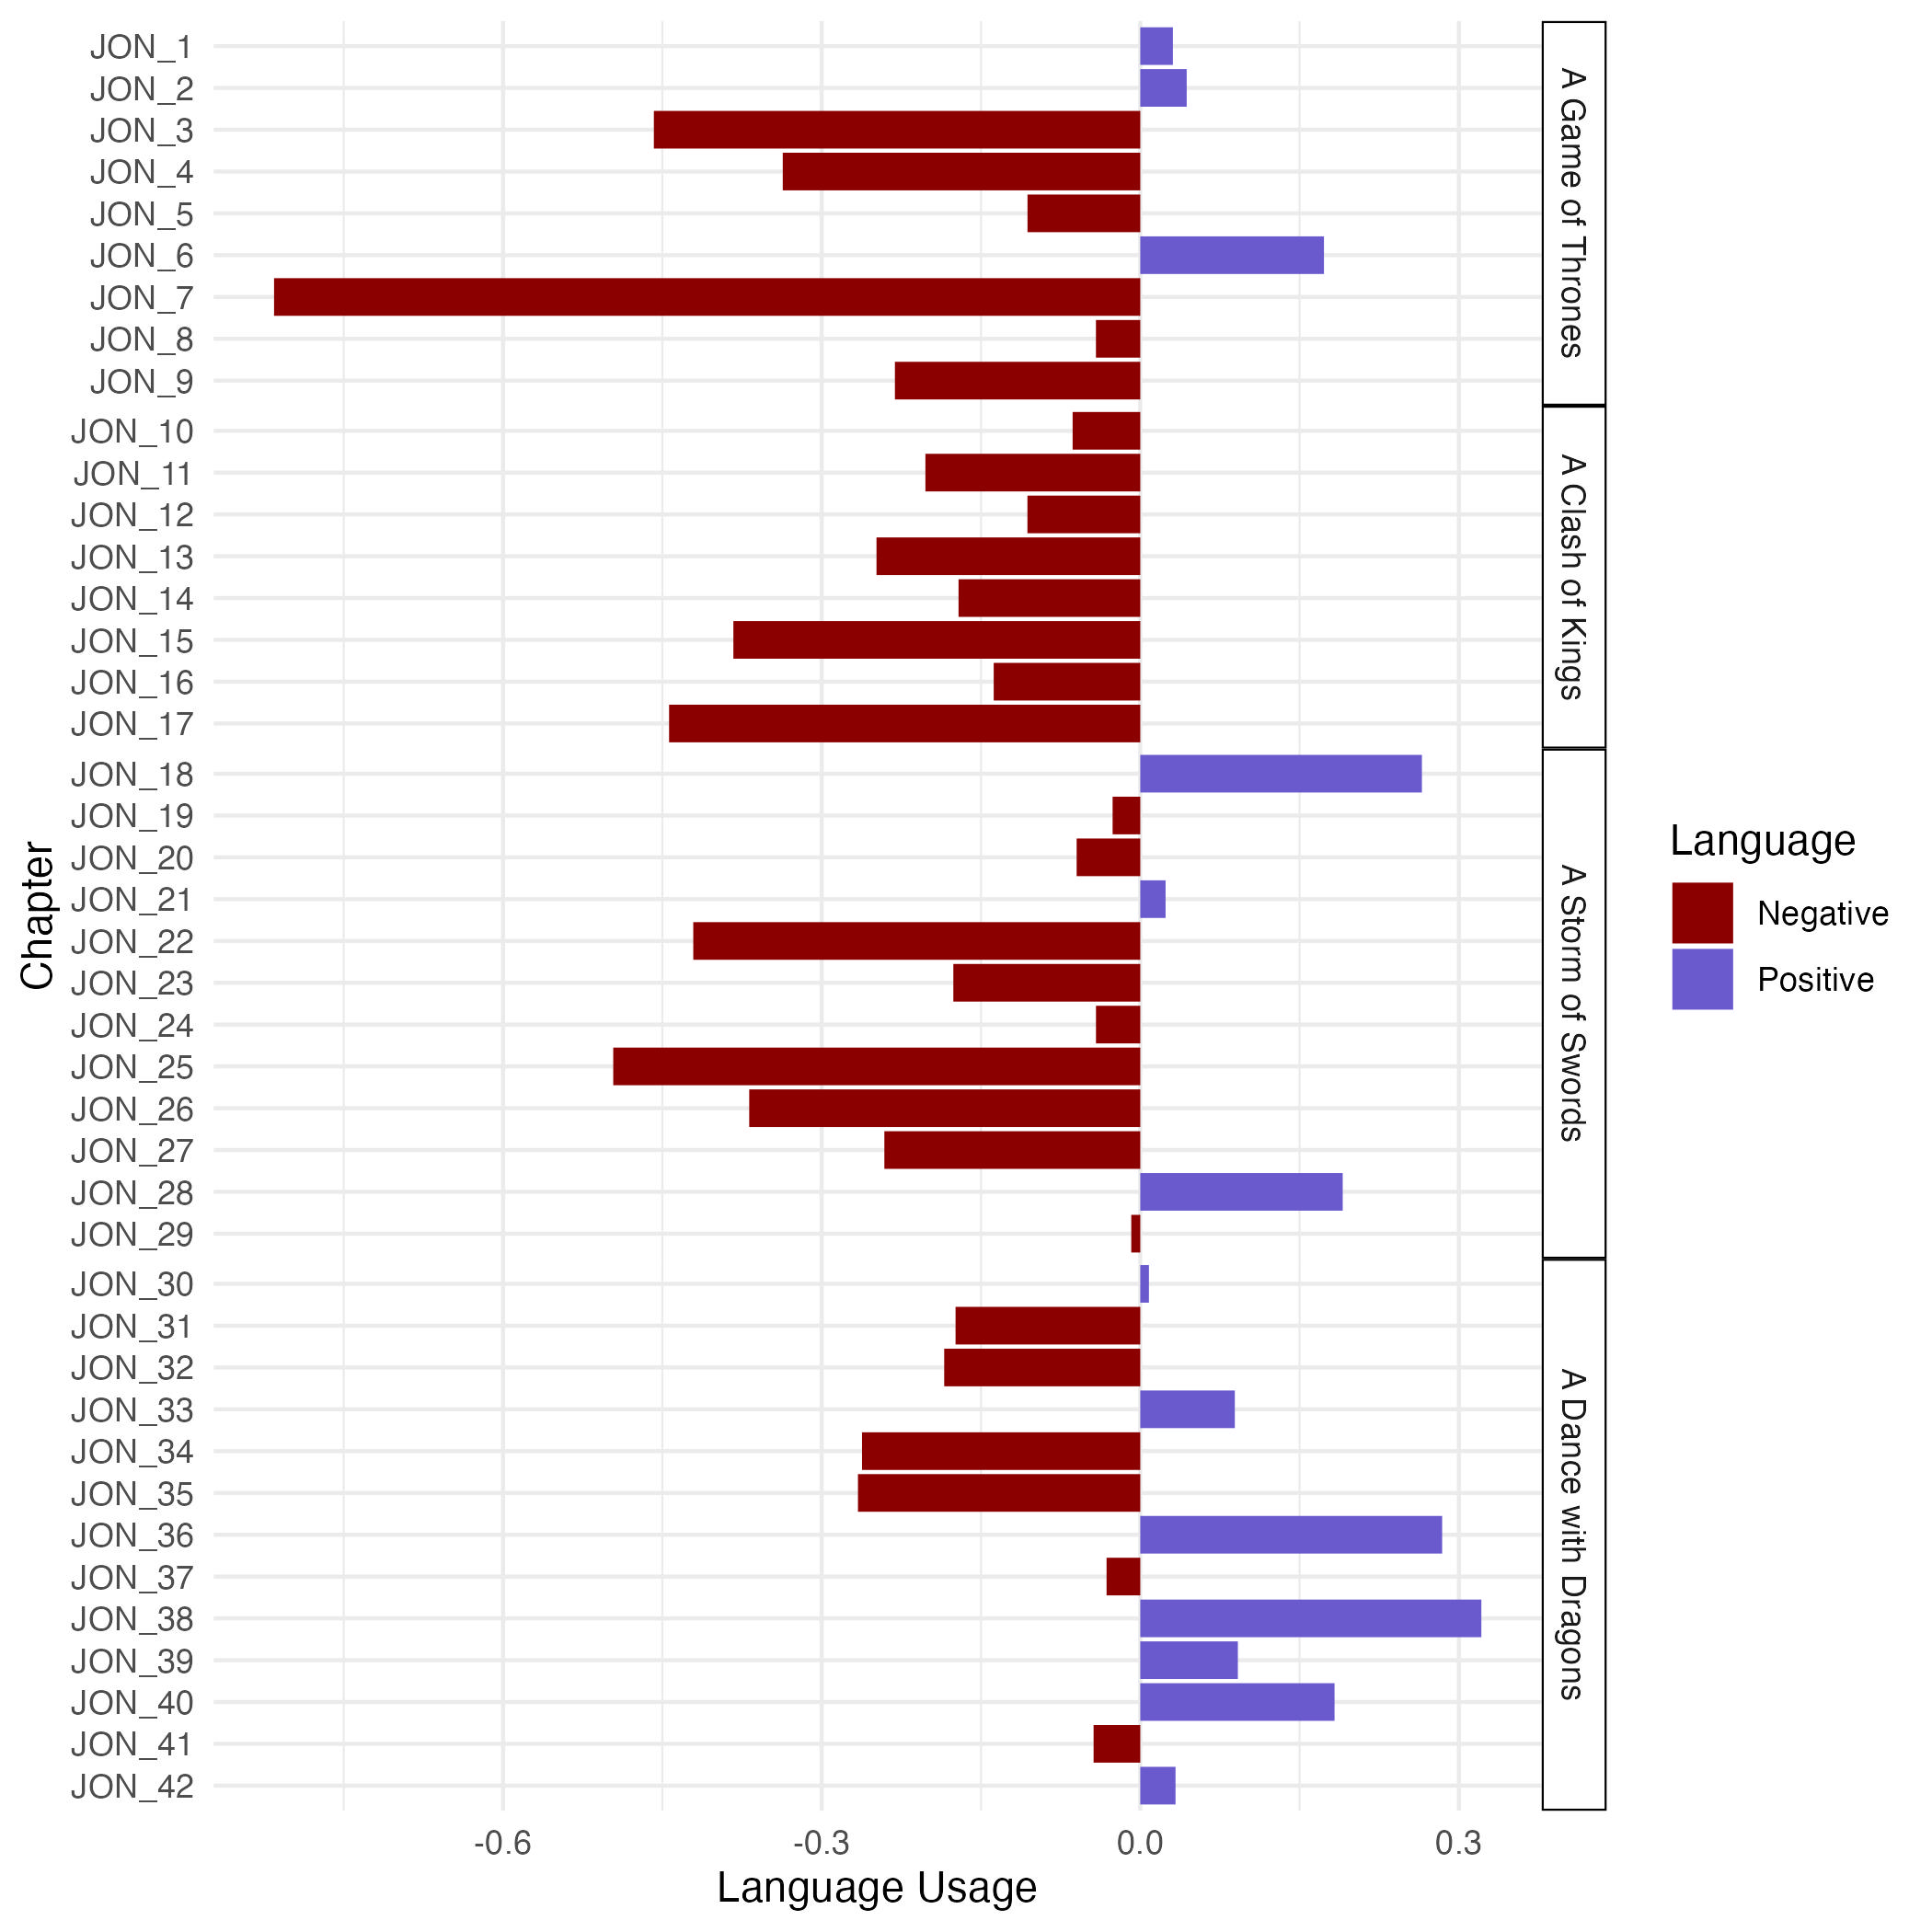 JON_1
JON_2
JON_3
JON_4
JON_5
JON_6
JON_7
JON_8
JON_9
A Game of Thrones
JON_10
JON_11
JON_12
JON_13
JON_14
JON_15
JON_16
JON_17
A Clash of Kings
JON_18
JON_19
JON_20
JON_21
JON_22
JON_23
JON_24
JON_25
JON_26
JON_27
JON_28
JON_29
A Storm of Swords
JON_30
JON_31
JON_32
JON_33
JON_34
JON_35
JON_36
JON_37
JON_38
JON_39
JON_40
JON_41
JON_42
A Dance with Dragons
Chapter
-0.6 -0.3 0.0 0.3
Language Usage
Language
Negative
Positive